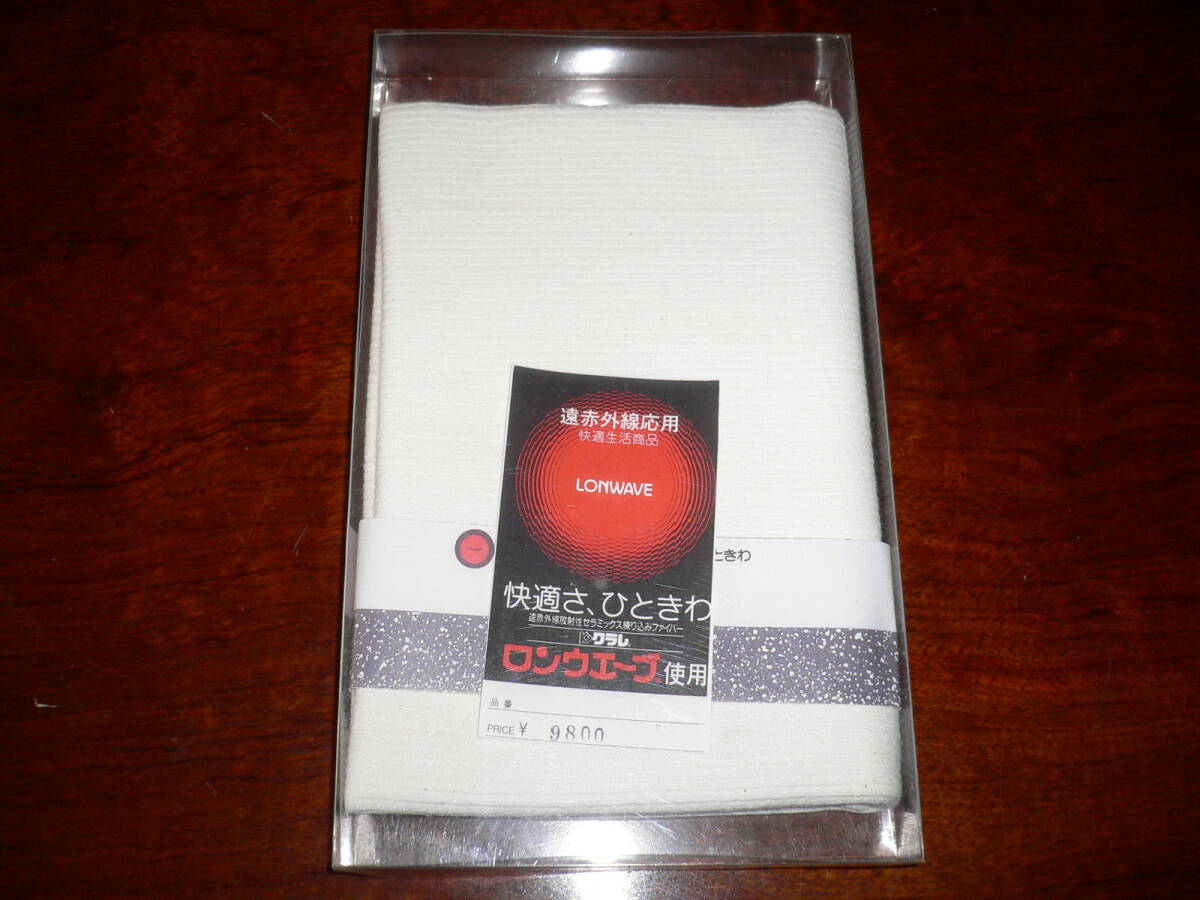 遠赤外線応用
快適生活商品
LONWAVE
ときわ
快適さ、ひときわ
遠赤外線放射性セラミックス練り込みファイバー
クラレ
ロンウエーブ使用
品番
PRICE ¥ 9800